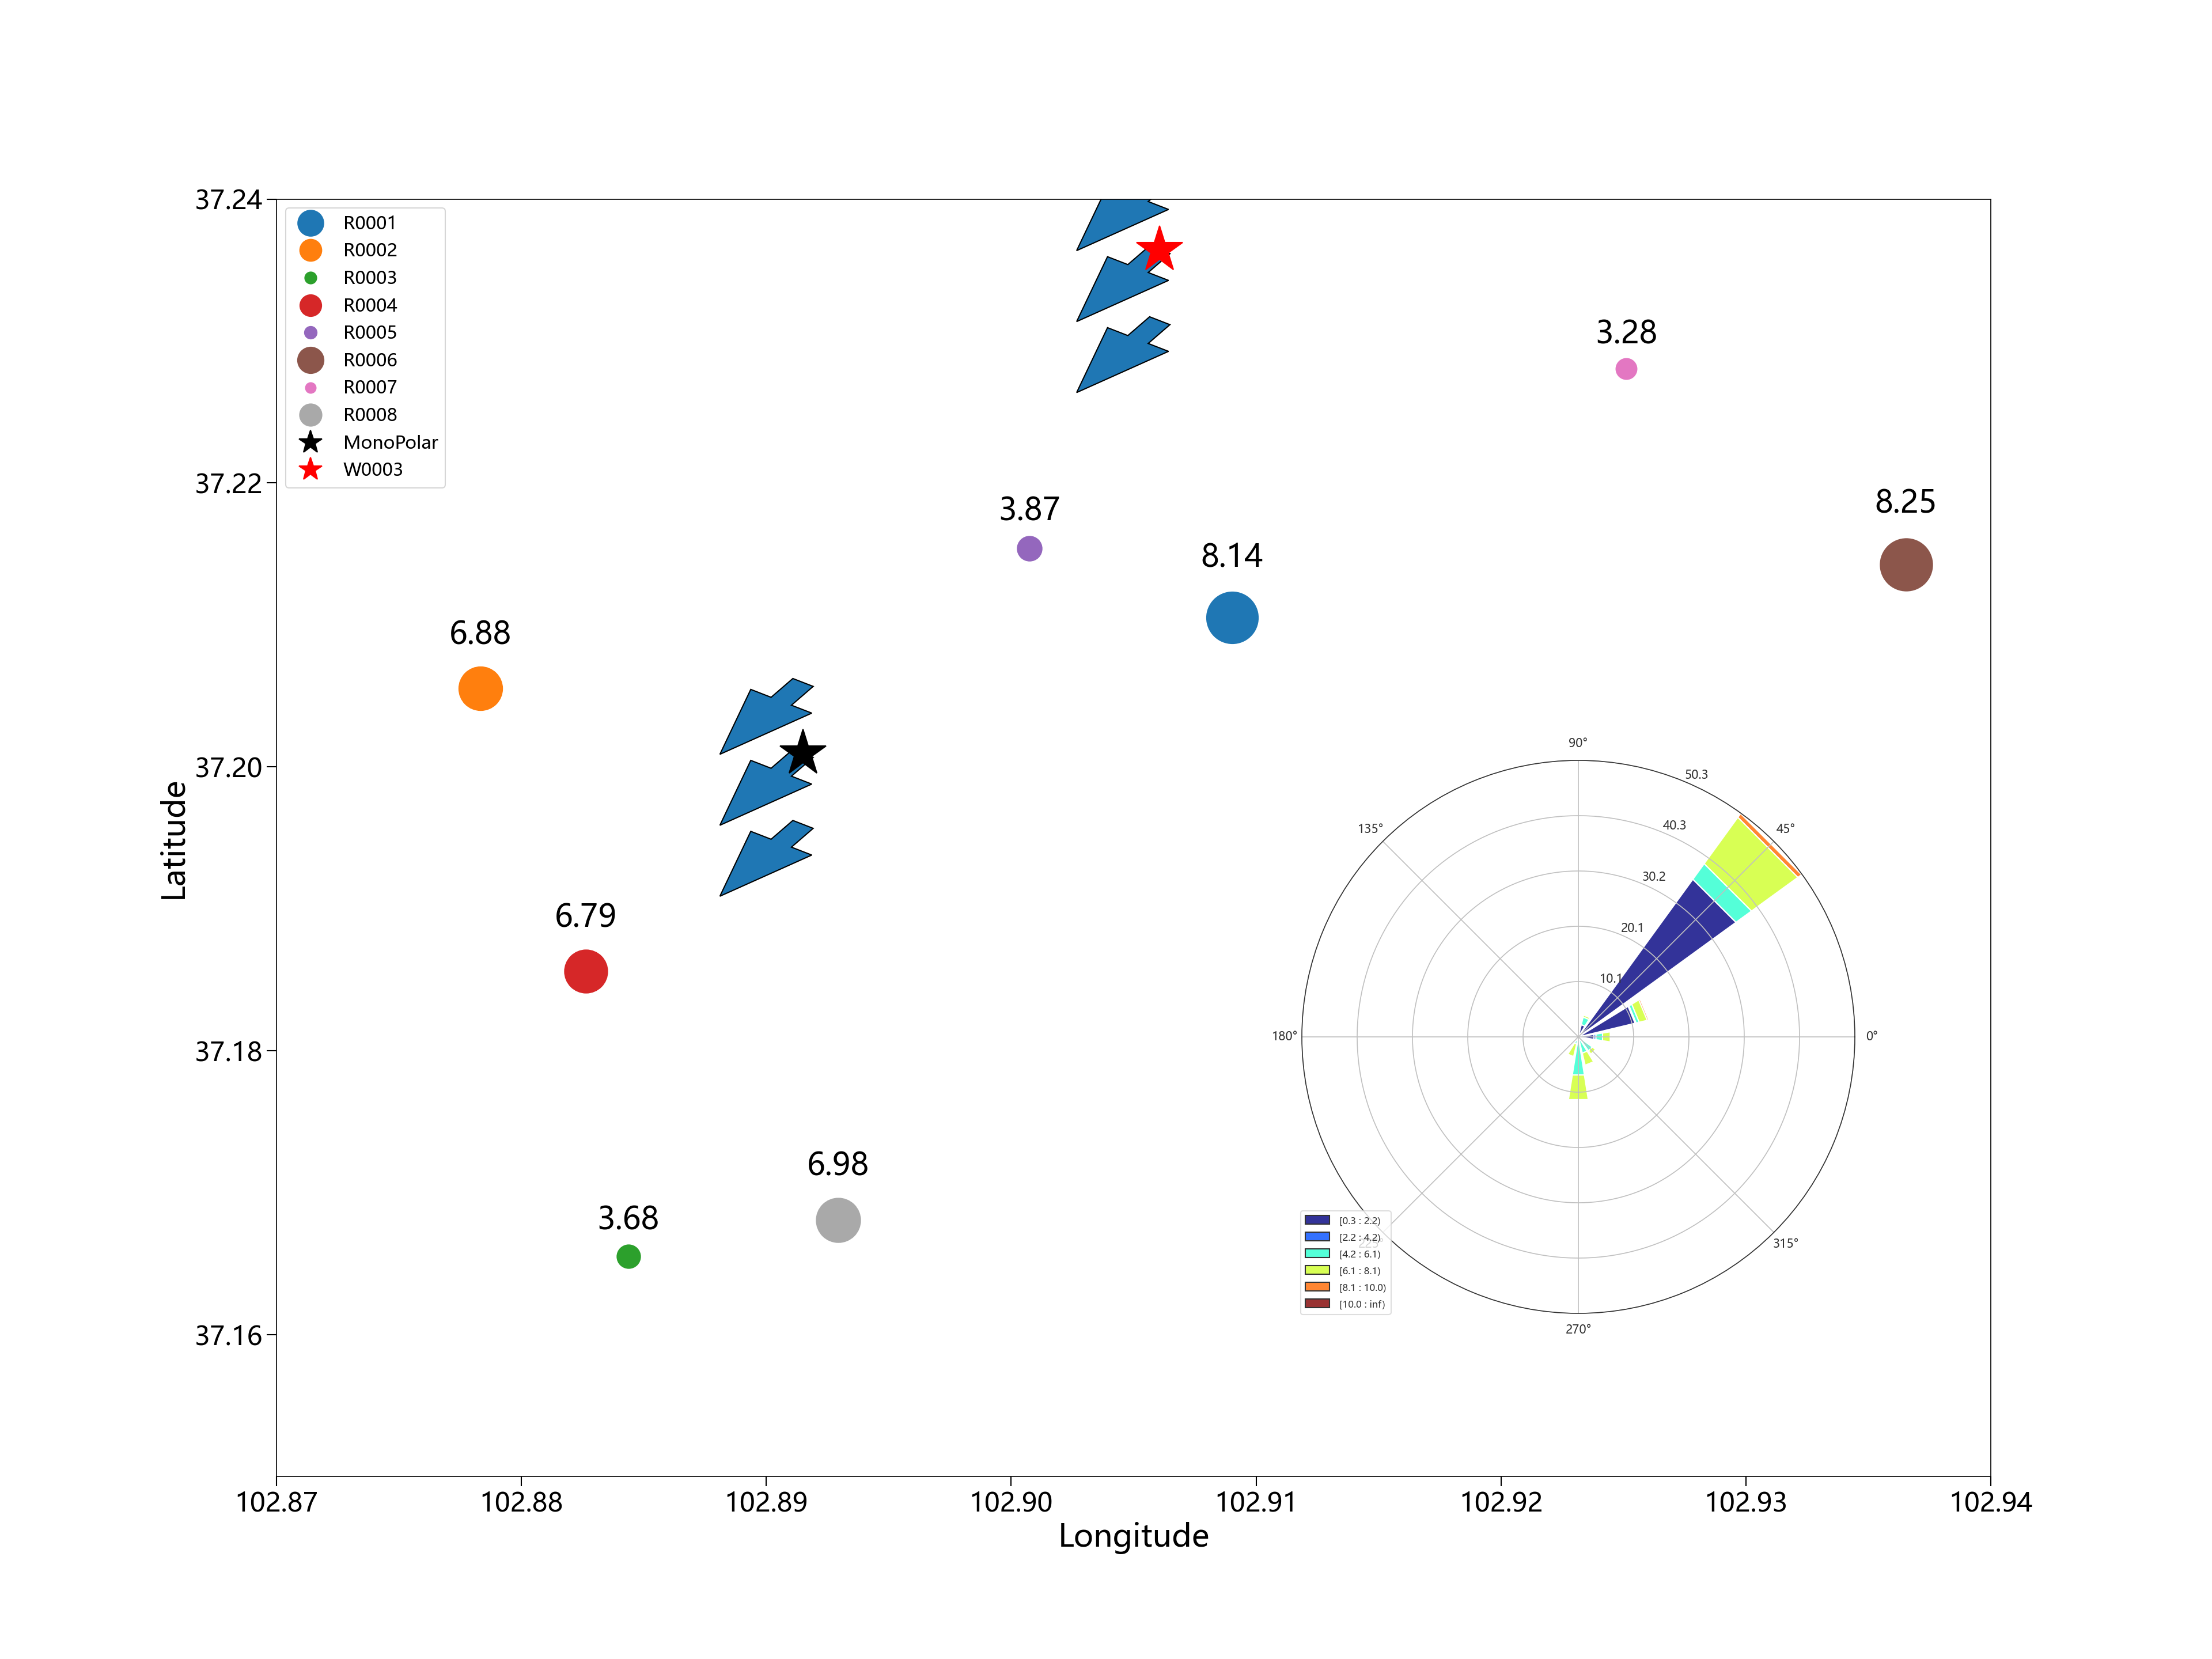 37.24
37.22
37.20
37.18
37.16
Latitude
R0001
R0002
R0003
R0004
R0005
R0006
R0007
R0008
MonoPolar
W0003
3.28
8.25
3.87
8.14
6.88
6.79
6.98
3.68
90°
50.3
135°
40.3
45°
30.2
20.1
10.1
180°
0°
225°
315°
270°
[0.3 : 2.2)
[2.2 : 4.2)
[4.2 : 6.1)
[6.1 : 8.1)
[8.1 : 10.0)
[10.0 : inf)
102.87
102.88
102.89
102.90
102.91
102.92
102.93
102.94
Longitude